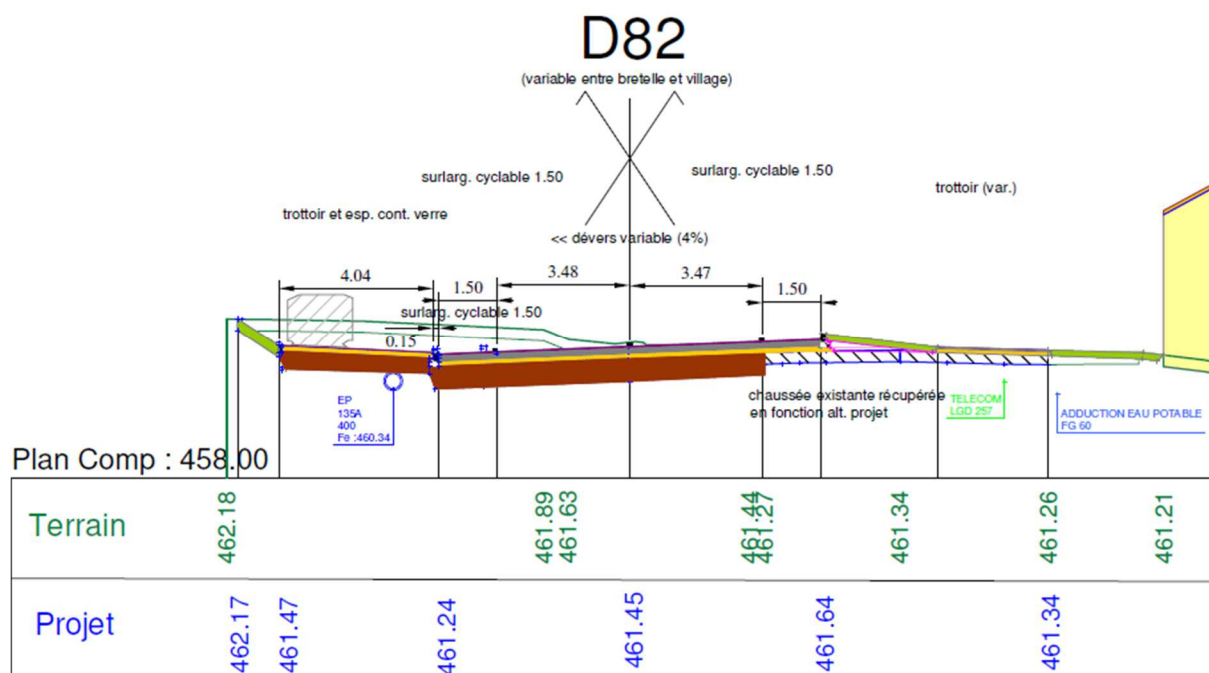 D82
(variable entre bretelle et village)
surlarg. cyclable 1.50
surlarg. cyclable 1.50
trottoir (var.)
trottoir et esp. cont. verre
<< dévers variable (4%)
4.04
1.50
3.48
3.47
1.50
surlarg. cyclable 1.50
0.15
chaussée existante récupérée
en fonction alt. projet
EP
135A
400
Fe :460.34
TELECOM
LGD 257
ADDUCTION EAU POTABLE
FG 60
Plan Comp : 458.00
Terrain
462.18
461.89
461.63
461.44
461.27
461.34
461.26
461.21
Projet
462.17
461.47
461.24
461.45
461.64
461.34